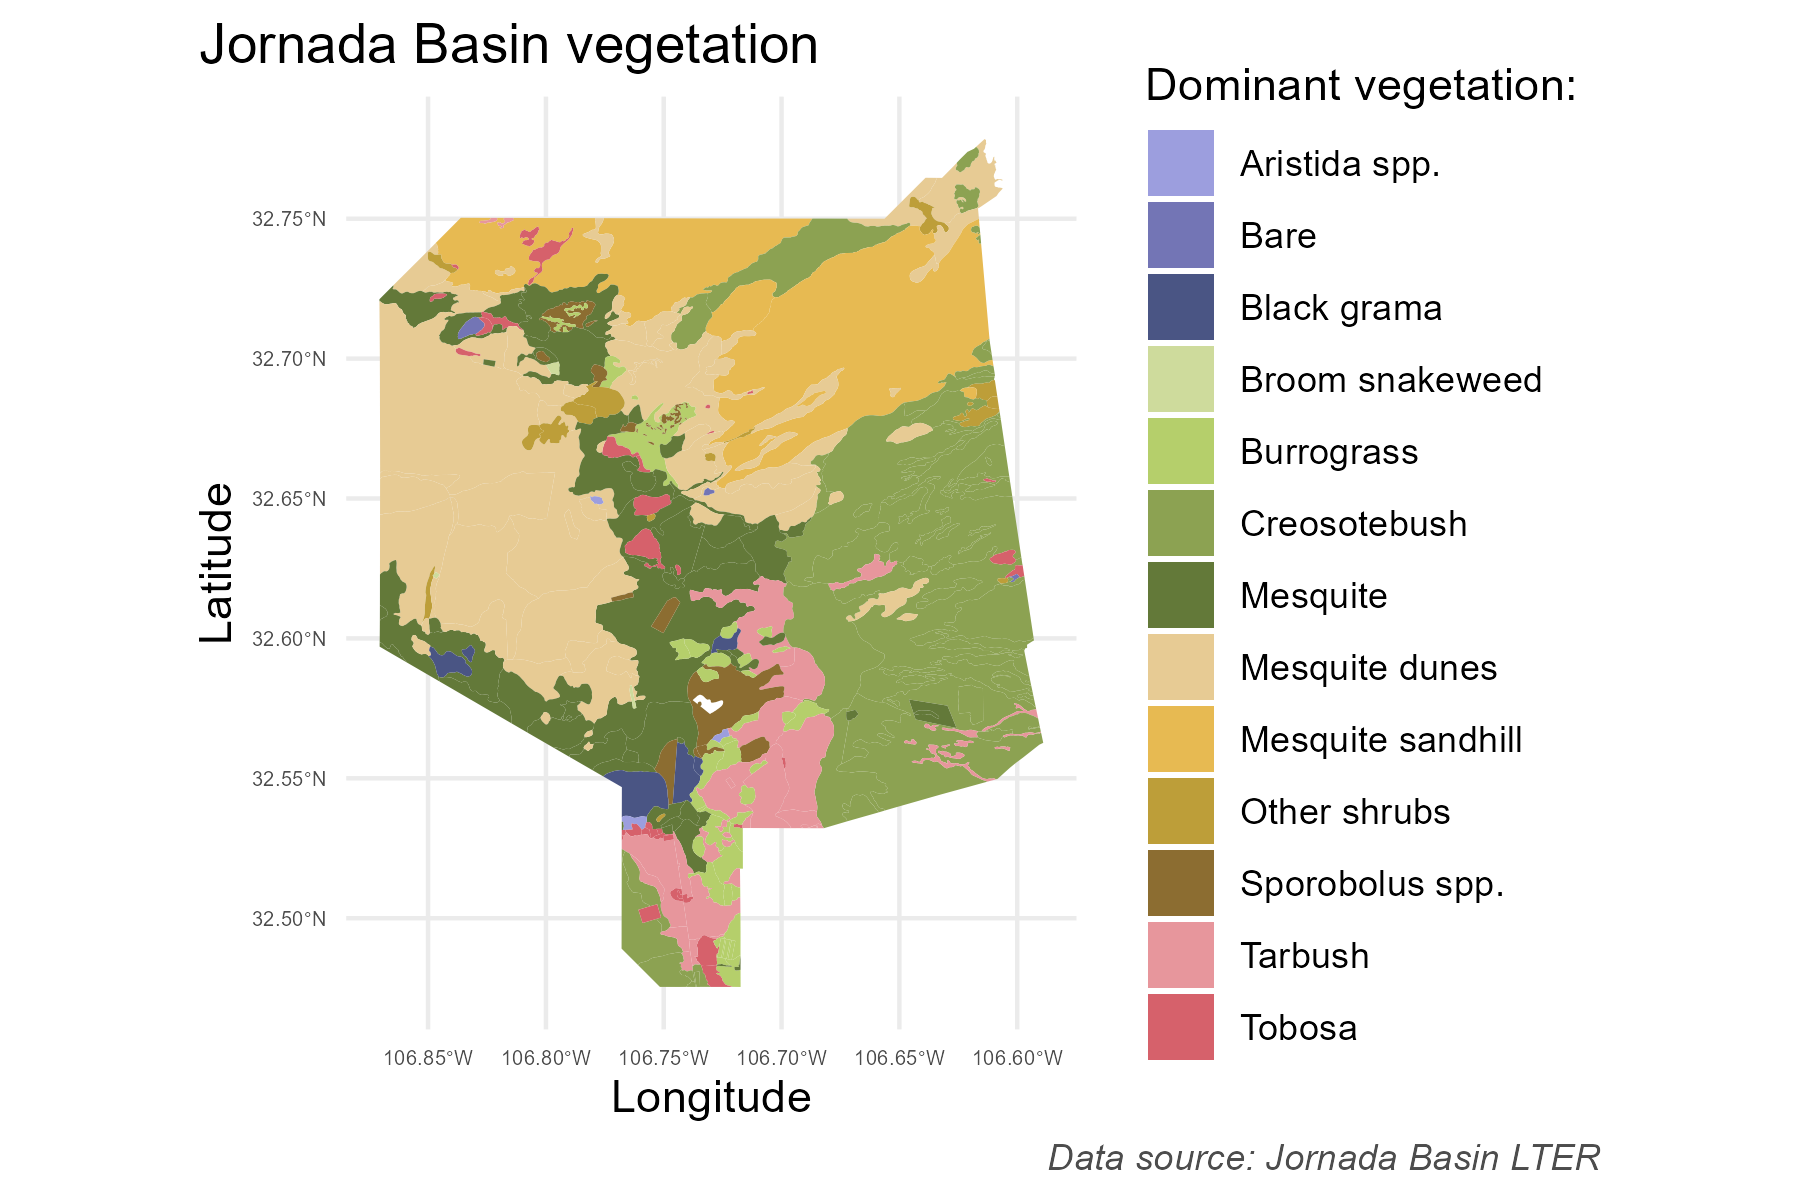 Jornada Basin vegetation
Dominant vegetation:
Aristida spp.
Bare
Black grama
Broom snakeweed
Burrograss
Creosotebush
Mesquite
Mesquite dunes
Mesquite sandhill
Other shrubs
Sporobolus spp.
Tarbush
Tobosa
Latitude
32.75°N
32.70°N
32.65°N
32.60°N
32.55°N
32.50°N
106.85°W
106.80°W
106.75°W
106.70°W
106.65°W
106.60°W
Longitude
Data source: Jornada Basin LTER